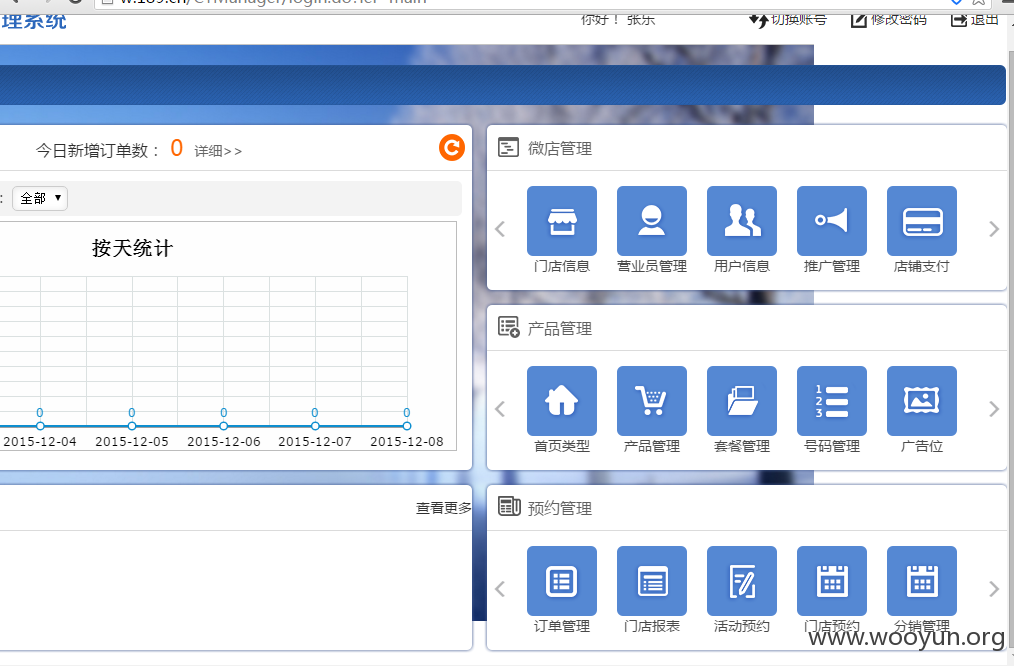 w.189.cn/CTManager/login.do?id=main
理系统
你好！ 张乐 切换账号 修改密码 退出
今日新增订单数： 0 详细>>
: 全部 ▼
按天统计
0 0 0 0 0
2015-12-04 2015-12-05 2015-12-06 2015-12-07 2015-12-08
查看更多
微店管理
门店信息 营业员管理 用户信息 推广管理 店铺支付
产品管理
首页类型 产品管理 套餐管理 号码管理 广告位
预约管理
订单管理 门店报表 活动预约 门店预约 分销管理
www.wooyun.org